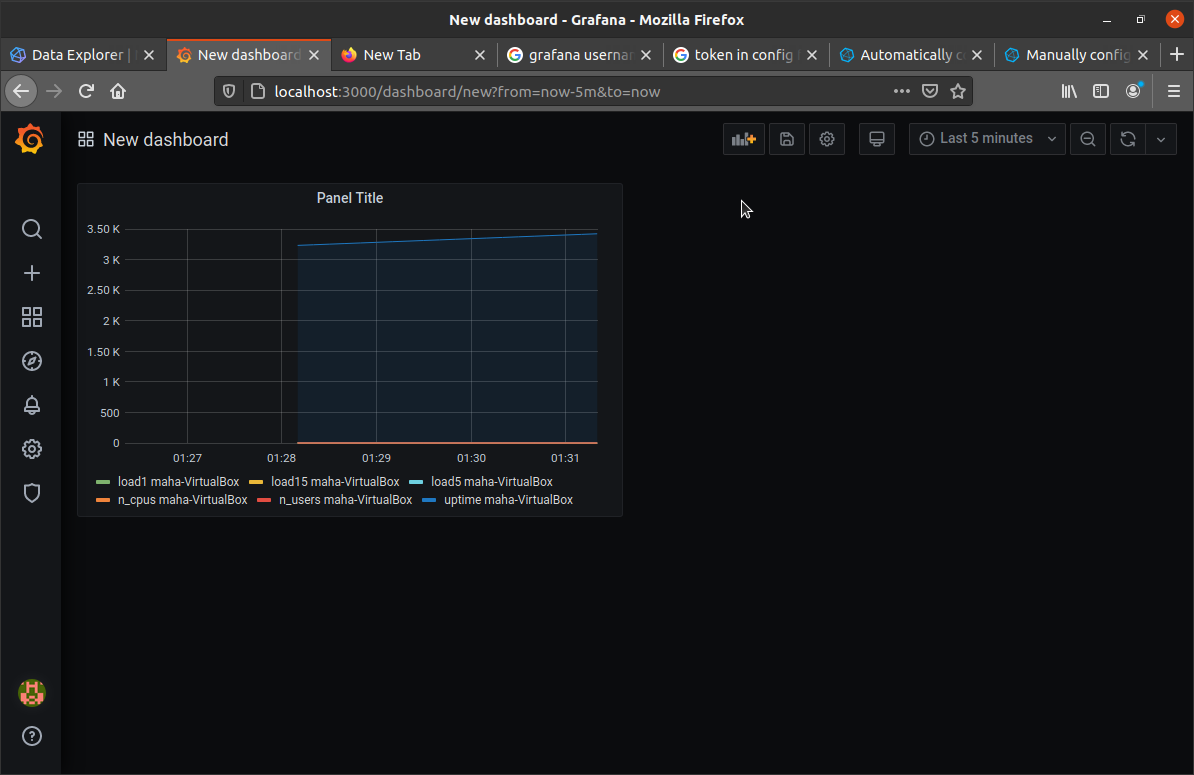 New dashboard - Grafana - Mozilla Firefox
Data Explorer |
New dashboard
New Tab
grafana userna
token in config
Automatically c
Manually config
localhost:3000/dashboard/new?from=now-5m&to=now
New dashboard
Last 5 minutes
Panel Title
3.50 K
3 K
2.50 K
2 K
1.50 K
1 K
500
0
01:27 01:28 01:29 01:30 01:31
load1 maha-VirtualBox load15 maha-VirtualBox load5 maha-VirtualBox
n_cpus maha-VirtualBox n_users maha-VirtualBox uptime maha-VirtualBox